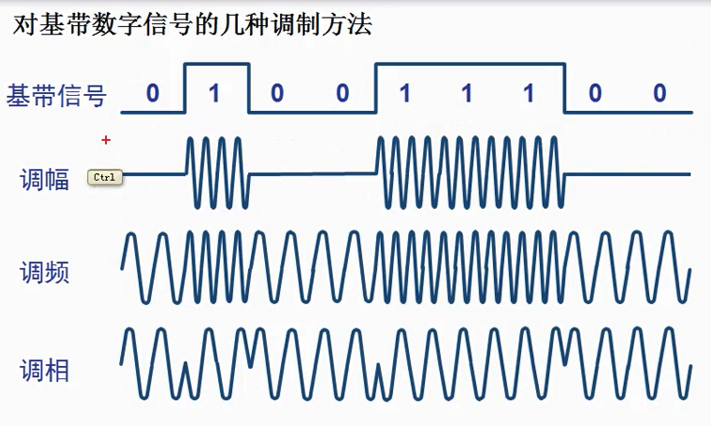 对基带数字信号的几种调制方法
基带信号 0 1 0 0 1 1 1 0 0
调幅 Ctrl
调频
调相